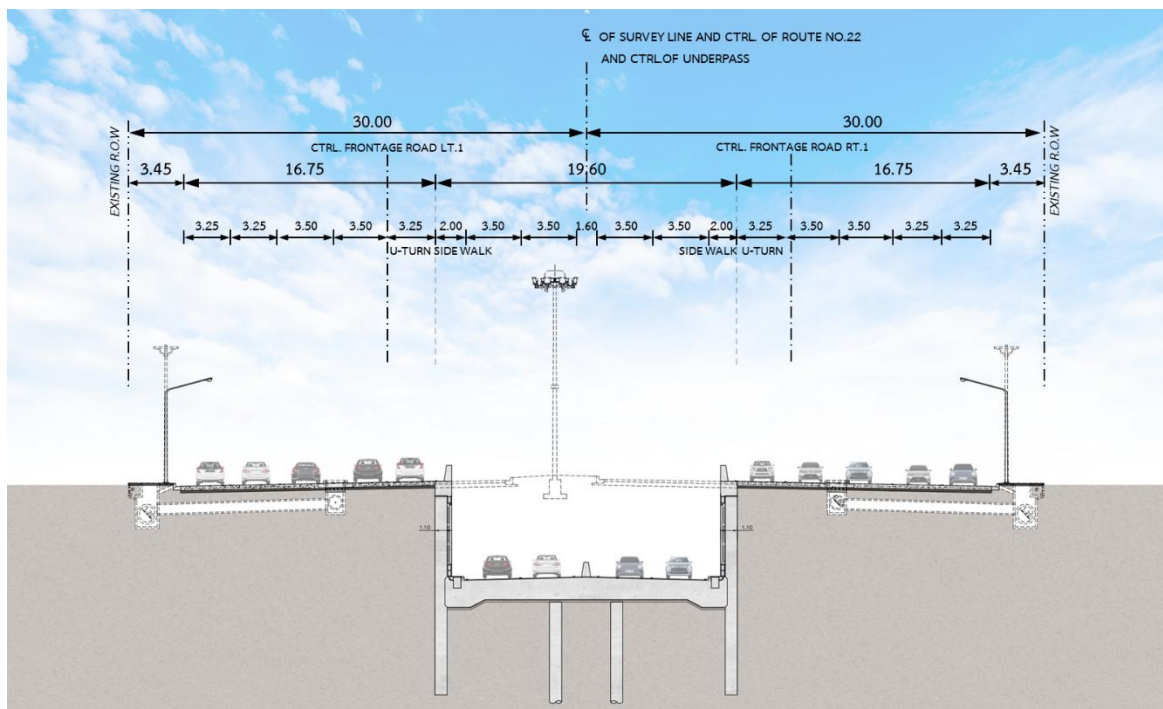 ℄ OF SURVEY LINE AND CTRL. OF ROUTE NO.22
AND CTRL.OF UNDERPASS
30.00 30.00
EXISTING R.O.W
CTRL. FRONTAGE ROAD LT.1 CTRL. FRONTAGE ROAD RT.1
EXISTING R.O.W
3.45 16.75 19.60 16.75 3.45
3.25 3.25 3.50 3.50 3.25 2.00 3.50 3.50 1.60 3.50 3.50 2.00 3.25 3.50 3.50 3.25 3.25
U-TURN SIDE WALK SIDE WALK U-TURN
1.10 1.10